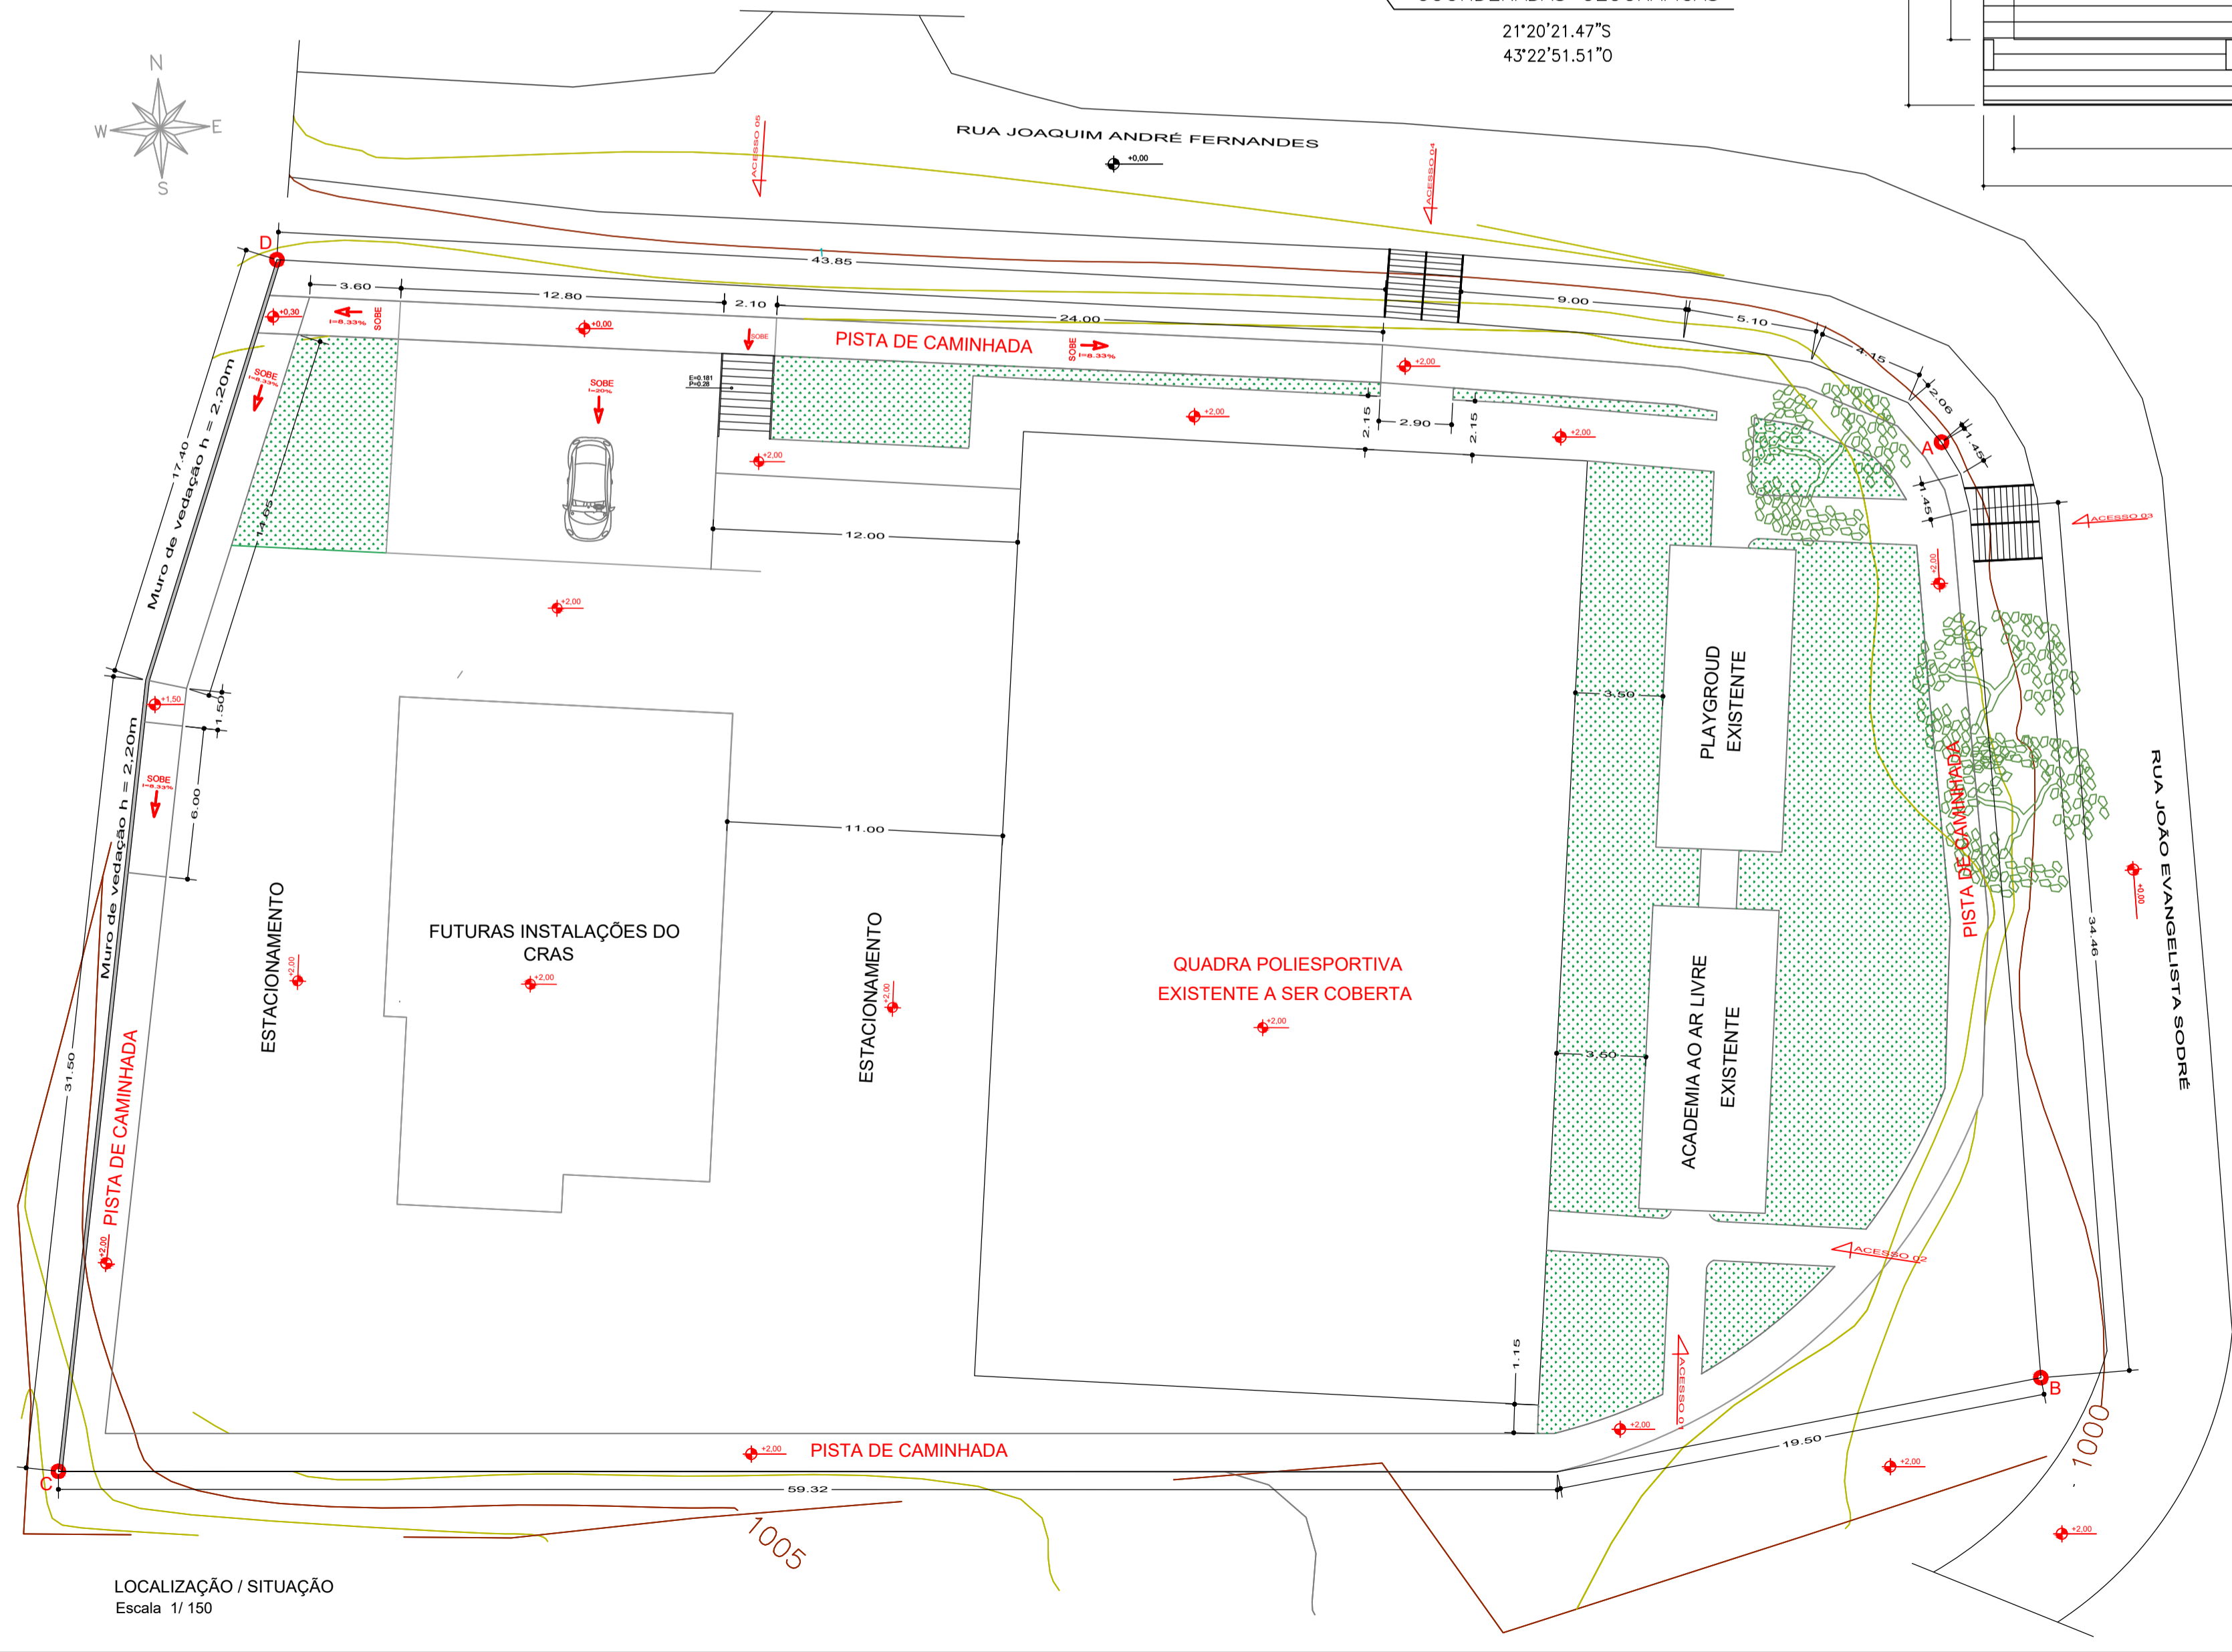 21°20'21.47"S
43°22'51.51"O
N
W
E
S
RUA JOAQUIM ANDRÉ FERNANDES
+0,00
ACESSO 05
ACESSO 04
D
43.85
9.00
5.10
4.15
2.06
A
1.45
1.45
3.60
12.80
2.10
24.00
+0,30
I=8.33%
SOBE
+0,00
SOBE
PISTA DE CAMINHADA
SOBE
I=8.33%
+2,00
SOBE
I=8.33%
SOBE
I=20%
E=0.181
P=0.28
+2,00
+2,00
2.15
2.90
2.15
+2,00
17.40
Muro de vedação h = 2,20m
14.65
12.00
ACESSO 03
+2,00
+2,00
+1,50
1.50
SOBE
I=8.33%
6.00
Muro de vedação h = 2,20m
31.50
PISTA DE CAMINHADA
+2,00
ESTACIONAMENTO
+2,00
FUTURAS INSTALAÇÕES DO
CRAS
+2,00
11.00
ESTACIONAMENTO
+2,00
QUADRA POLIESPORTIVA
EXISTENTE A SER COBERTA
+2,00
3.50
PLAYGROUD
EXISTENTE
3.50
ACADEMIA AO AR LIVRE
EXISTENTE
PISTA DE CAMINHADA
34.46
+0,00
RUA JOÃO EVANGELISTA SODRÉ
ACESSO 02
ACESSO 01
1.15
B
+2,00
19.50
+2,00
+2,00
1000
C
+2,00
PISTA DE CAMINHADA
59.32
1005
LOCALIZAÇÃO / SITUAÇÃO
Escala 1/ 150